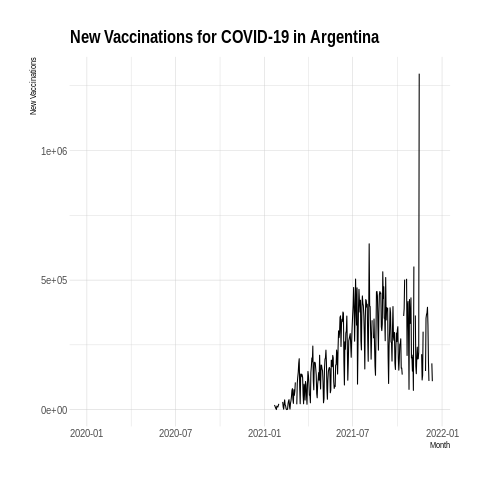 New Vaccinations for COVID-19 in Argentina
New Vaccinations
1e+06
5e+05
0e+00
2020-01 2020-07 2021-01 2021-07 2022-01
Month